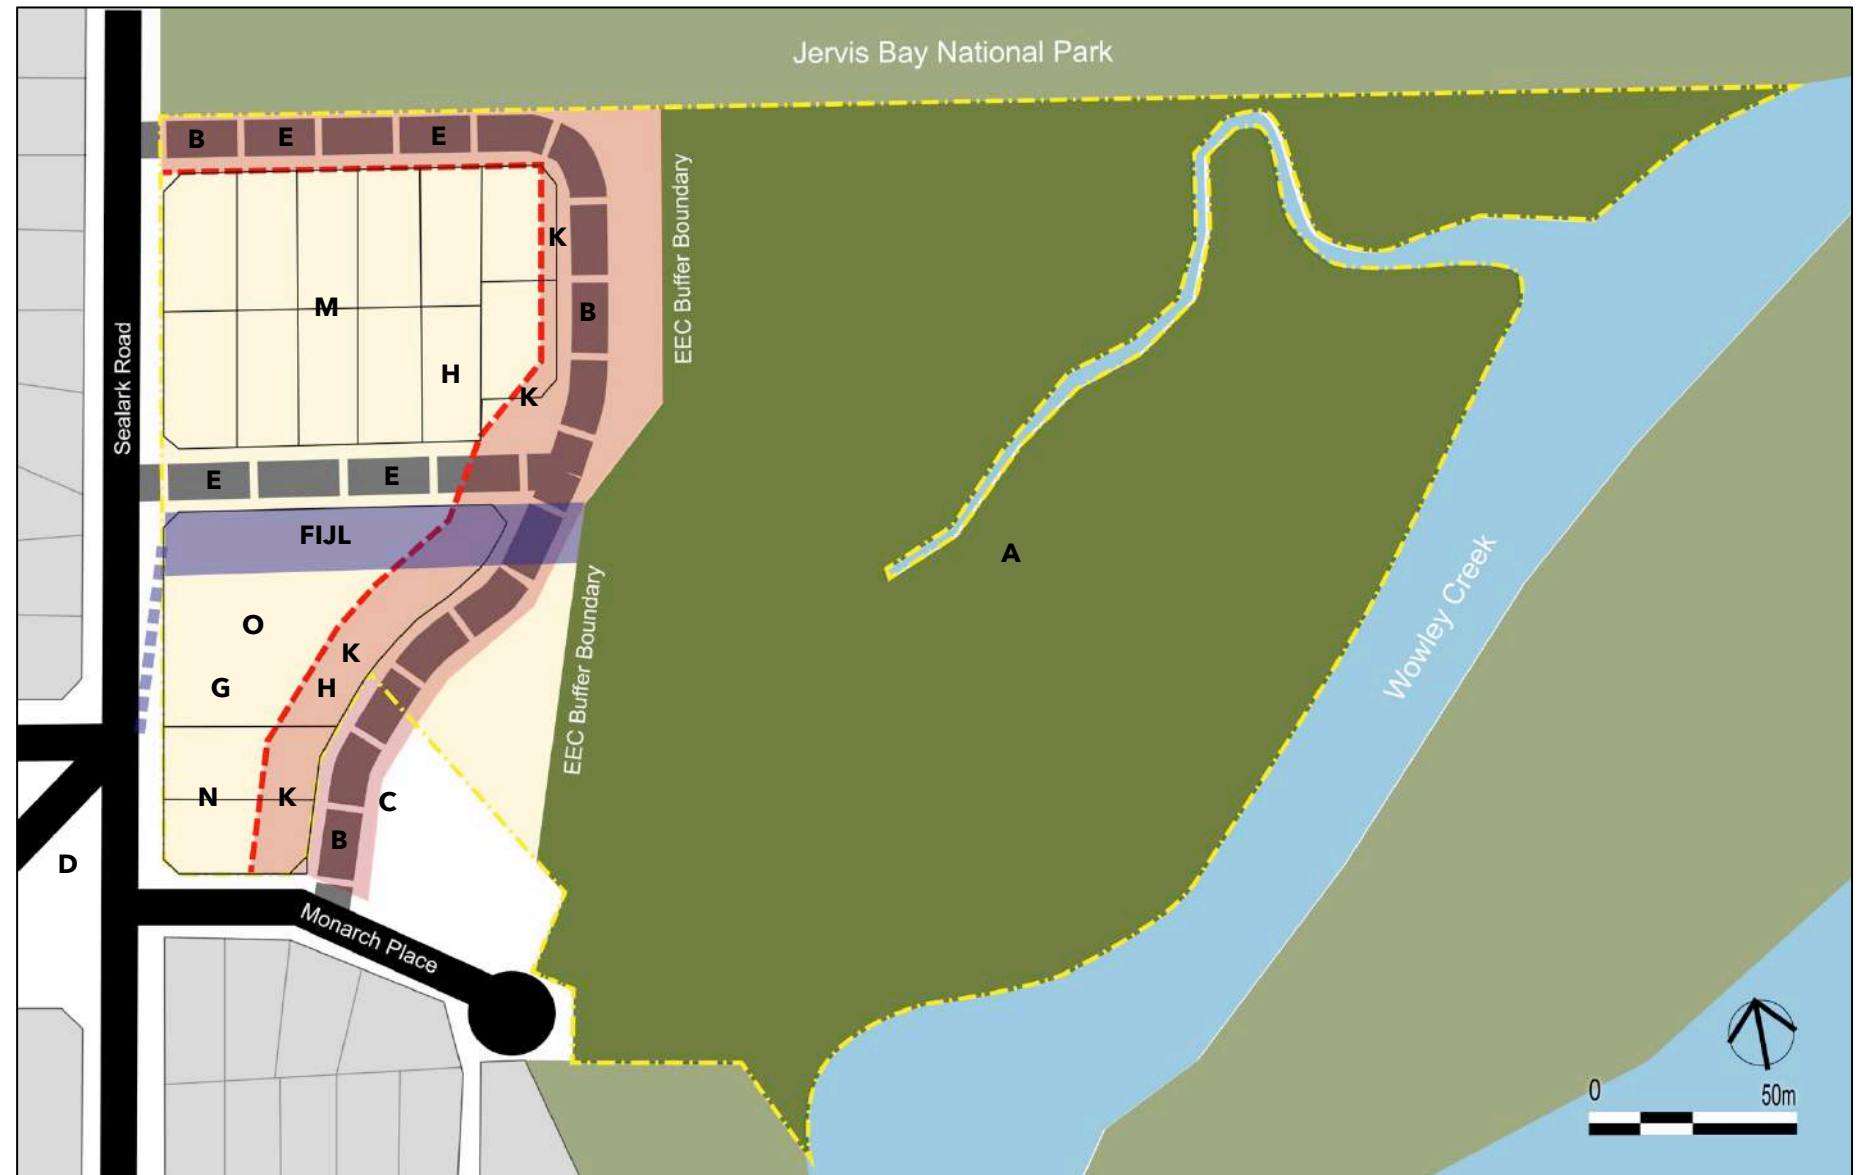 Jervis Bay National Park
B
E
E
EEC Buffer Boundary
K
M
B
Sealark Road
H
K
E
E
FIJL
A
Wowley Creek
EEC Buffer Boundary
O
K
G
H
N
K
C
B
D
Monarch Place
0
50m